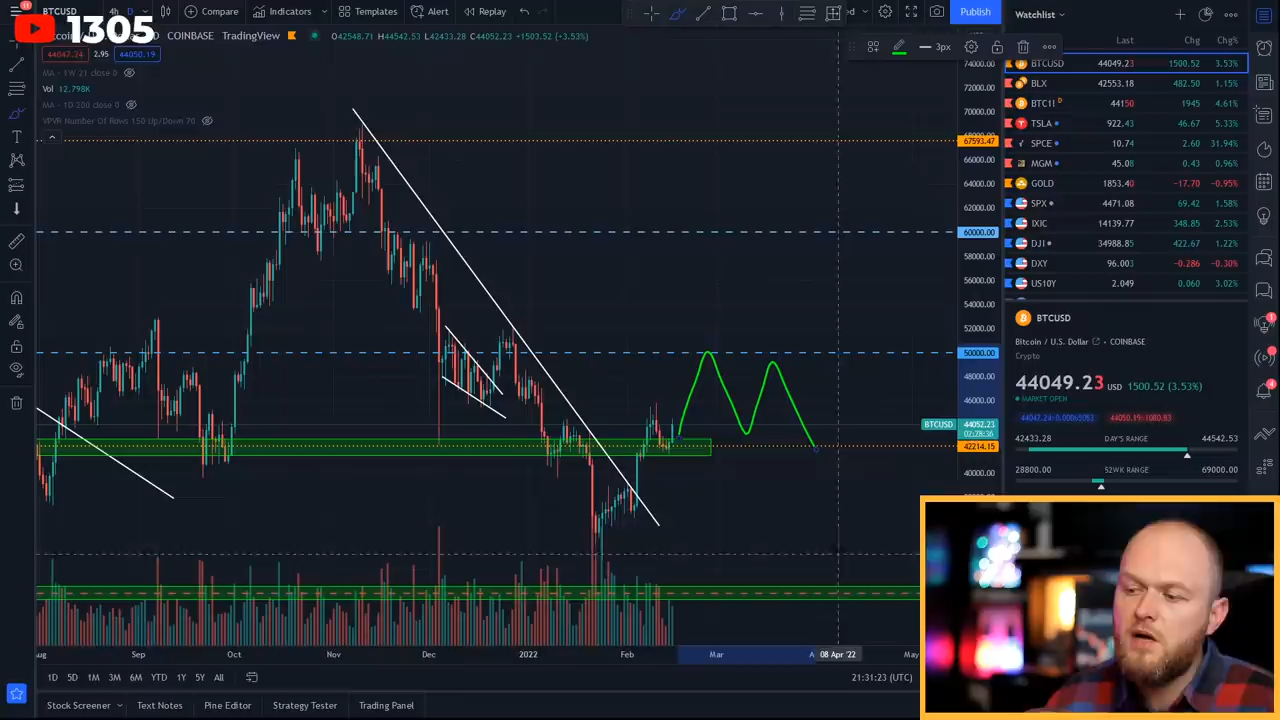 BTCUSD
4h
D
Compare
Indicators
Templates
Alert
Replay
Publish
Watchlist
1305
COINBASE TradingView
O42548.71 H44542.53 L42433.28 C44052.23 +1503.52 (+3.53%)
3px
47047.24 2.95 44050.19
MA - 1W 21 close 0
Vol 12.798K
MA - 1D 200 close 0
VPVR Number Of Rows 150 Up/Down 70
74000.00
72000.00
70000.00
67593.47
66000.00
64000.00
62000.00
60000.00
58000.00
56000.00
54000.00
52000.00
50000.00
48000.00
46000.00
BTCUSD 44052.23
02:28:36
42214.15
40000.00
Last Chg Chg%
BTCUSD 44049.23 1500.52 3.53%
BLX 42553.18 482.50 1.15%
BTC1! D 44150 1945 4.61%
TSLA 922.43 46.67 5.33%
SPCE 10.74 2.60 31.94%
MGM 45.08 0.43 0.96%
GOLD 1853.40 −17.70 −0.95%
SPX 4471.08 69.42 1.58%
IXIC 14139.77 348.85 2.53%
DJI 34988.85 422.67 1.22%
DXY 96.003 −0.286 −0.30%
US10Y 2.049 0.060 3.02%
BTCUSD
Bitcoin / U.S. Dollar COINBASE
Crypto
44049.23 USD 1500.52 (3.53%)
MARKET OPEN
42433.28 DAY'S RANGE 44542.53
28800.00 52WK RANGE 69000.00
Sep Oct Nov Dec 2022 Feb Mar 08 Apr '22
1D 5D 1M 3M 6M YTD 1Y 5Y All
21:31:23 (UTC)
Stock Screener Text Notes Pine Editor Strategy Tester Trading Panel